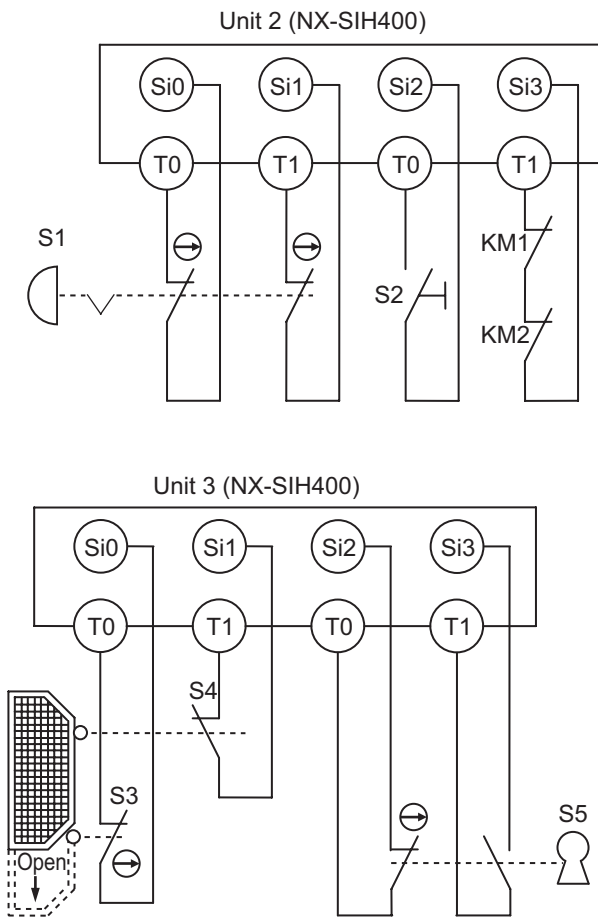 Unit 2 (NX-SIH400)
Si0 Si1 Si2 Si3
T0 T1 T0 T1
S1
KM1
S2
KM2
Unit 3 (NX-SIH400)
Si0 Si1 Si2 Si3
T0 T1 T0 T1
S4
S3
S5
Open